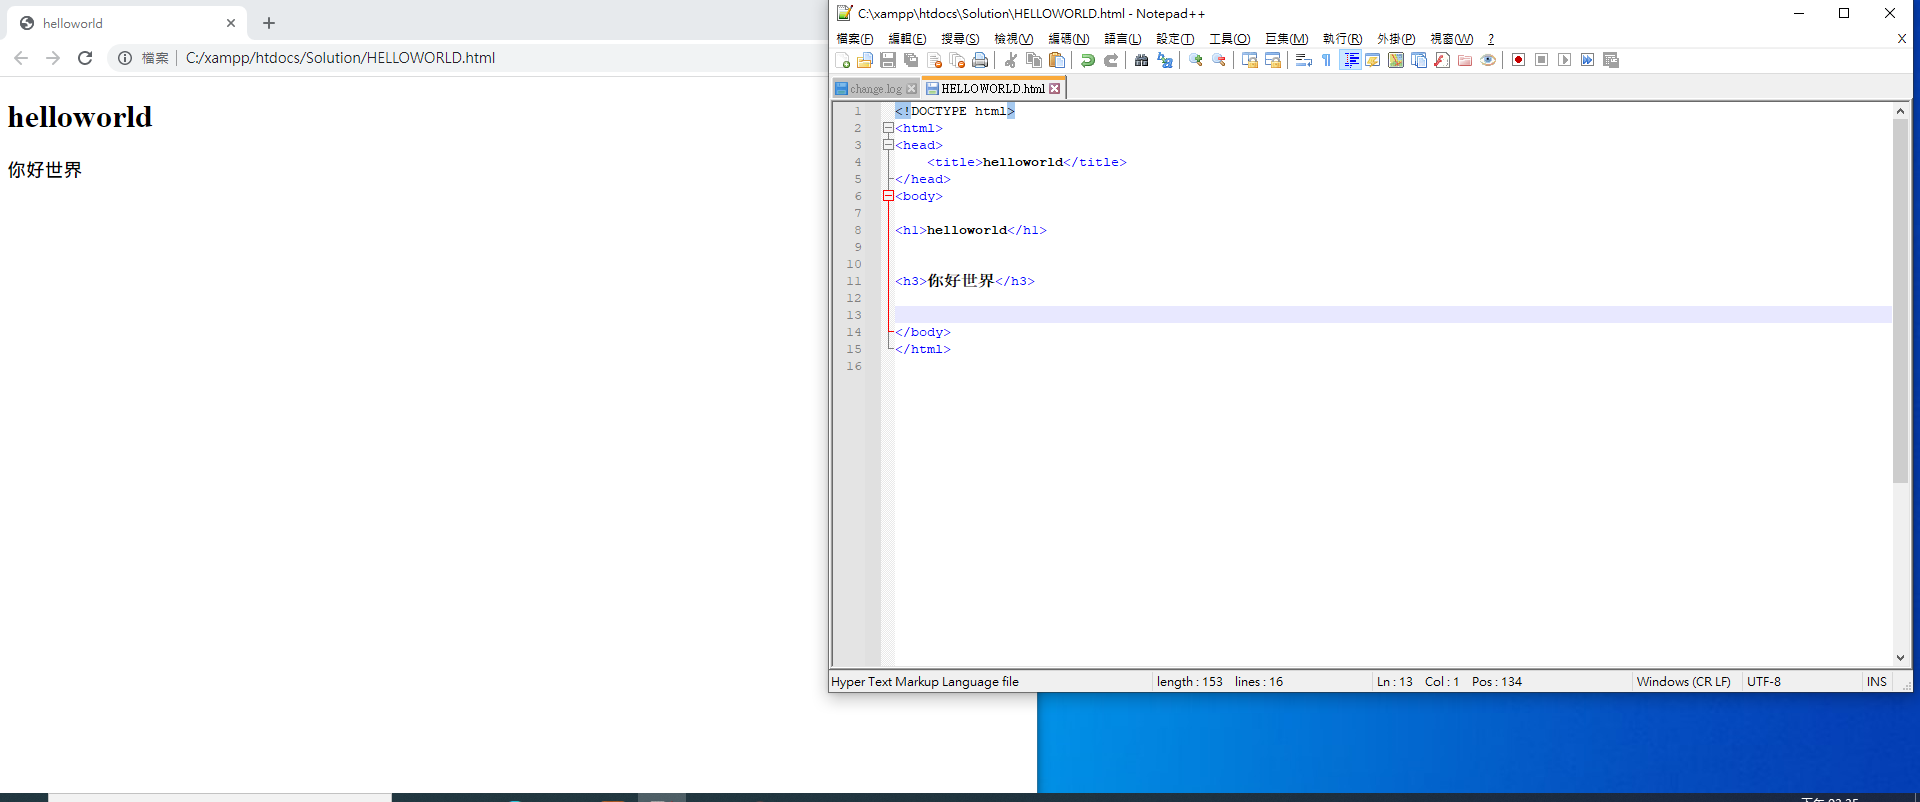 helloworld
檔案 C:/xampp/htdocs/Solution/HELLOWORLD.html
helloworld
你好世界
C:\xampp\htdocs\Solution\HELLOWORLD.html - Notepad++
檔案(F) 編輯(E) 搜尋(S) 檢視(V) 編碼(N) 語言(L) 設定(T) 工具(O) 巨集(M) 執行(R) 外掛(P) 視窗(W) ? X
change.log HELLOWORLD.html
1 <!DOCTYPE html>
2 <html>
3 <head>
4 <title>helloworld</title>
5 </head>
6 <body>
7
8 <h1>helloworld</h1>
9
10
11 <h3>你好世界</h3>
12
13
14 </body>
15 </html>
16
Hyper Text Markup Language file length : 153 lines : 16 Ln : 13 Col : 1 Pos : 134 Windows (CR LF) UTF-8 INS